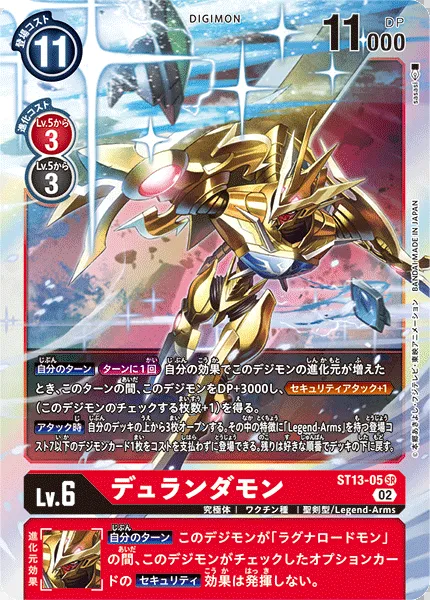 登場コスト
11
DIGIMON
DP
11000
進化コスト
Lv.5から
3
Lv.5から
3
sasasi
©本郷あきよし・フジテレビ・東映アニメーション BANDAI MADE IN JAPAN
自分のターン ターンに1回 自分の効果でこのデジモンの進化元が増えた
とき、このターンの間、このデジモンをDP+3000し、セキュリティアタック+1
(このデジモンのチェックする枚数+1)を得る。
アタック時 自分のデッキの上から3枚オープンする。その中の特徴に「Legend-Arms」を持つ登場コ
スト7以下のデジモンカード1枚をコストを支払わずに登場できる。残りは好きな順番でデッキの下に戻す。
Lv.6
デュランダモン
ST13-05 SR
02
究極体 | ワクチン種 | 聖剣型/Legend-Arms
進化元効果
自分のターン このデジモンが「ラグナロードモン」
の間、このデジモンがチェックしたオプションカー
ドの セキュリティ 効果は発揮しない。